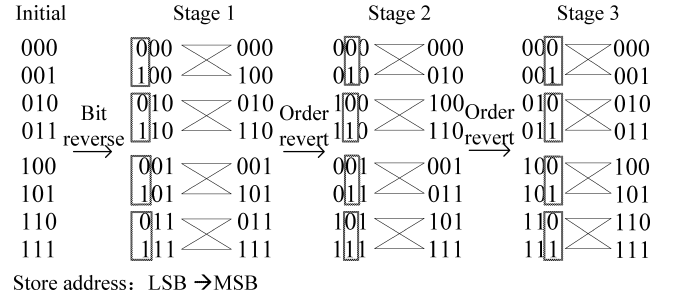 Initial Stage 1 Stage 2 Stage 3
000 000 000 000 000 000 000
001 100 100 010 010 001 001
010 010 010 100 100 010 010
011 110 110 110 110 011 011
Bit reverse
Order revert
Order revert
100 001 001 001 001 100 100
101 101 101 011 011 101 101
110 011 011 101 101 110 110
111 111 111 111 111 111 111
Store address: LSB →MSB